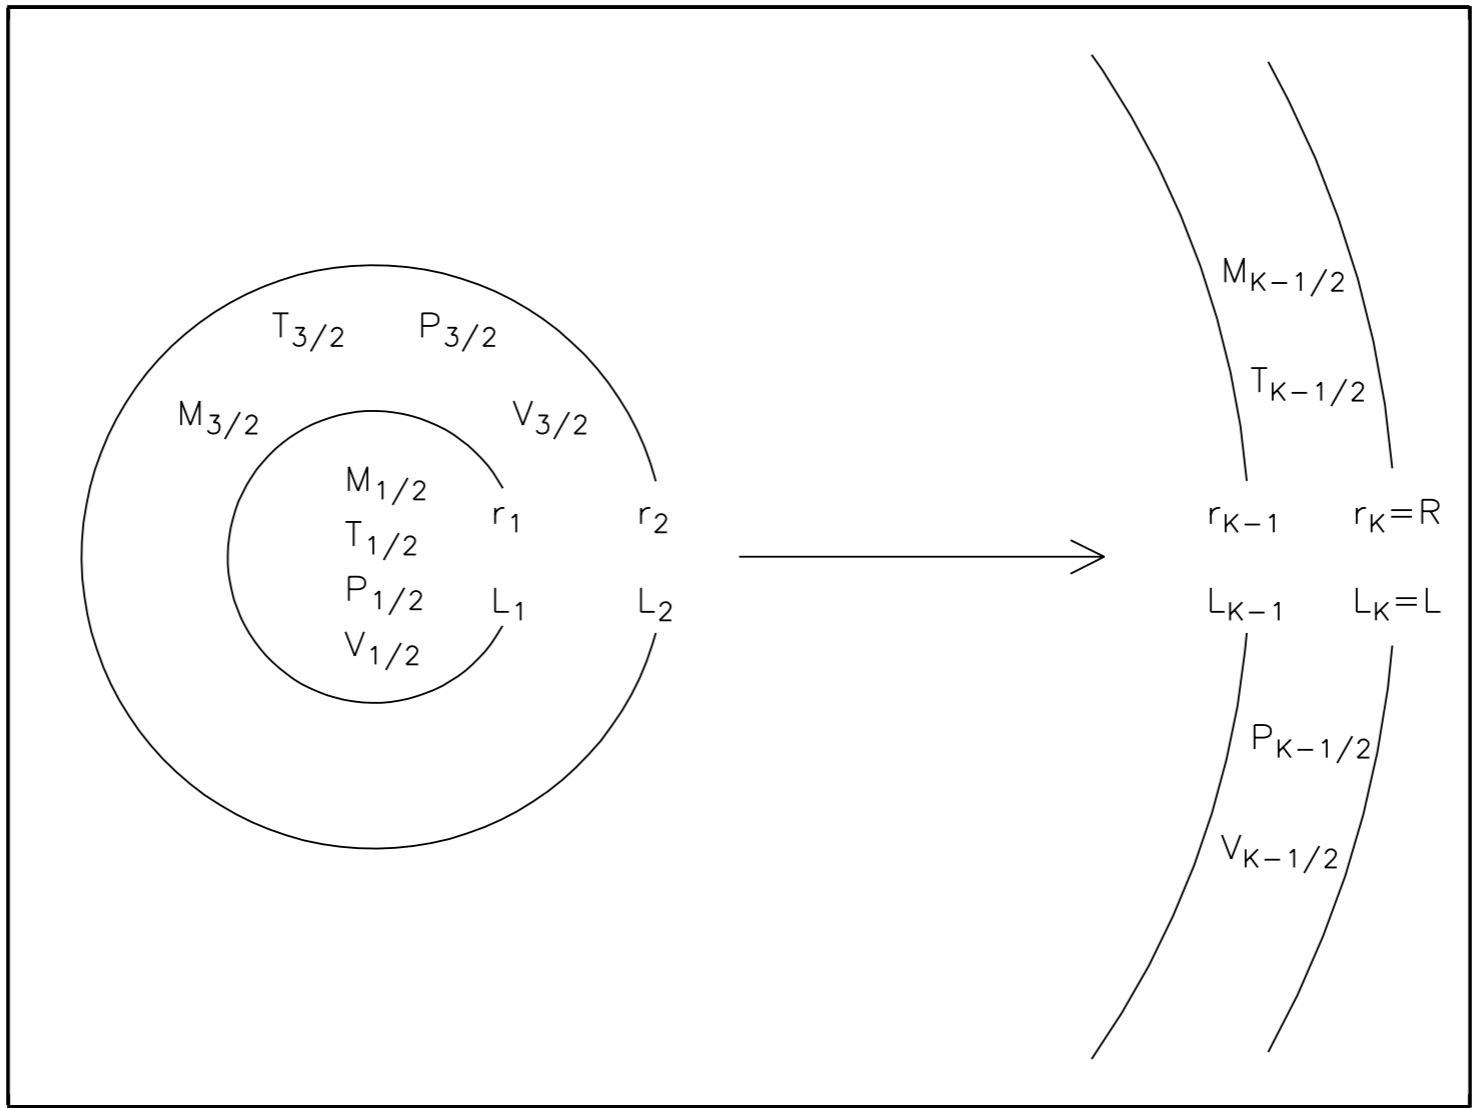 T3/2 P3/2
M3/2 V3/2
M1/2
T1/2
P1/2
V1/2
r1 r2
L1 L2
MK−1/2
TK−1/2
rK−1 rK=R
LK−1 LK=L
PK−1/2
VK−1/2